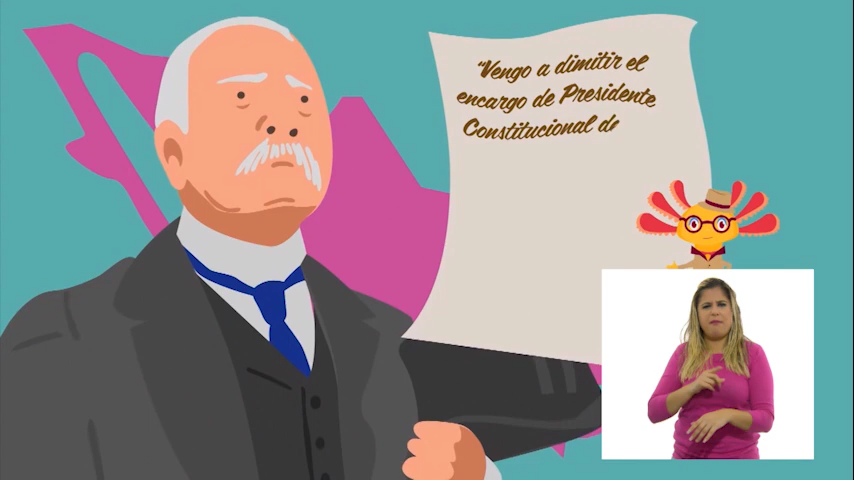 “Vengo a dimitir el
encargo de Presidente
Constitucional de